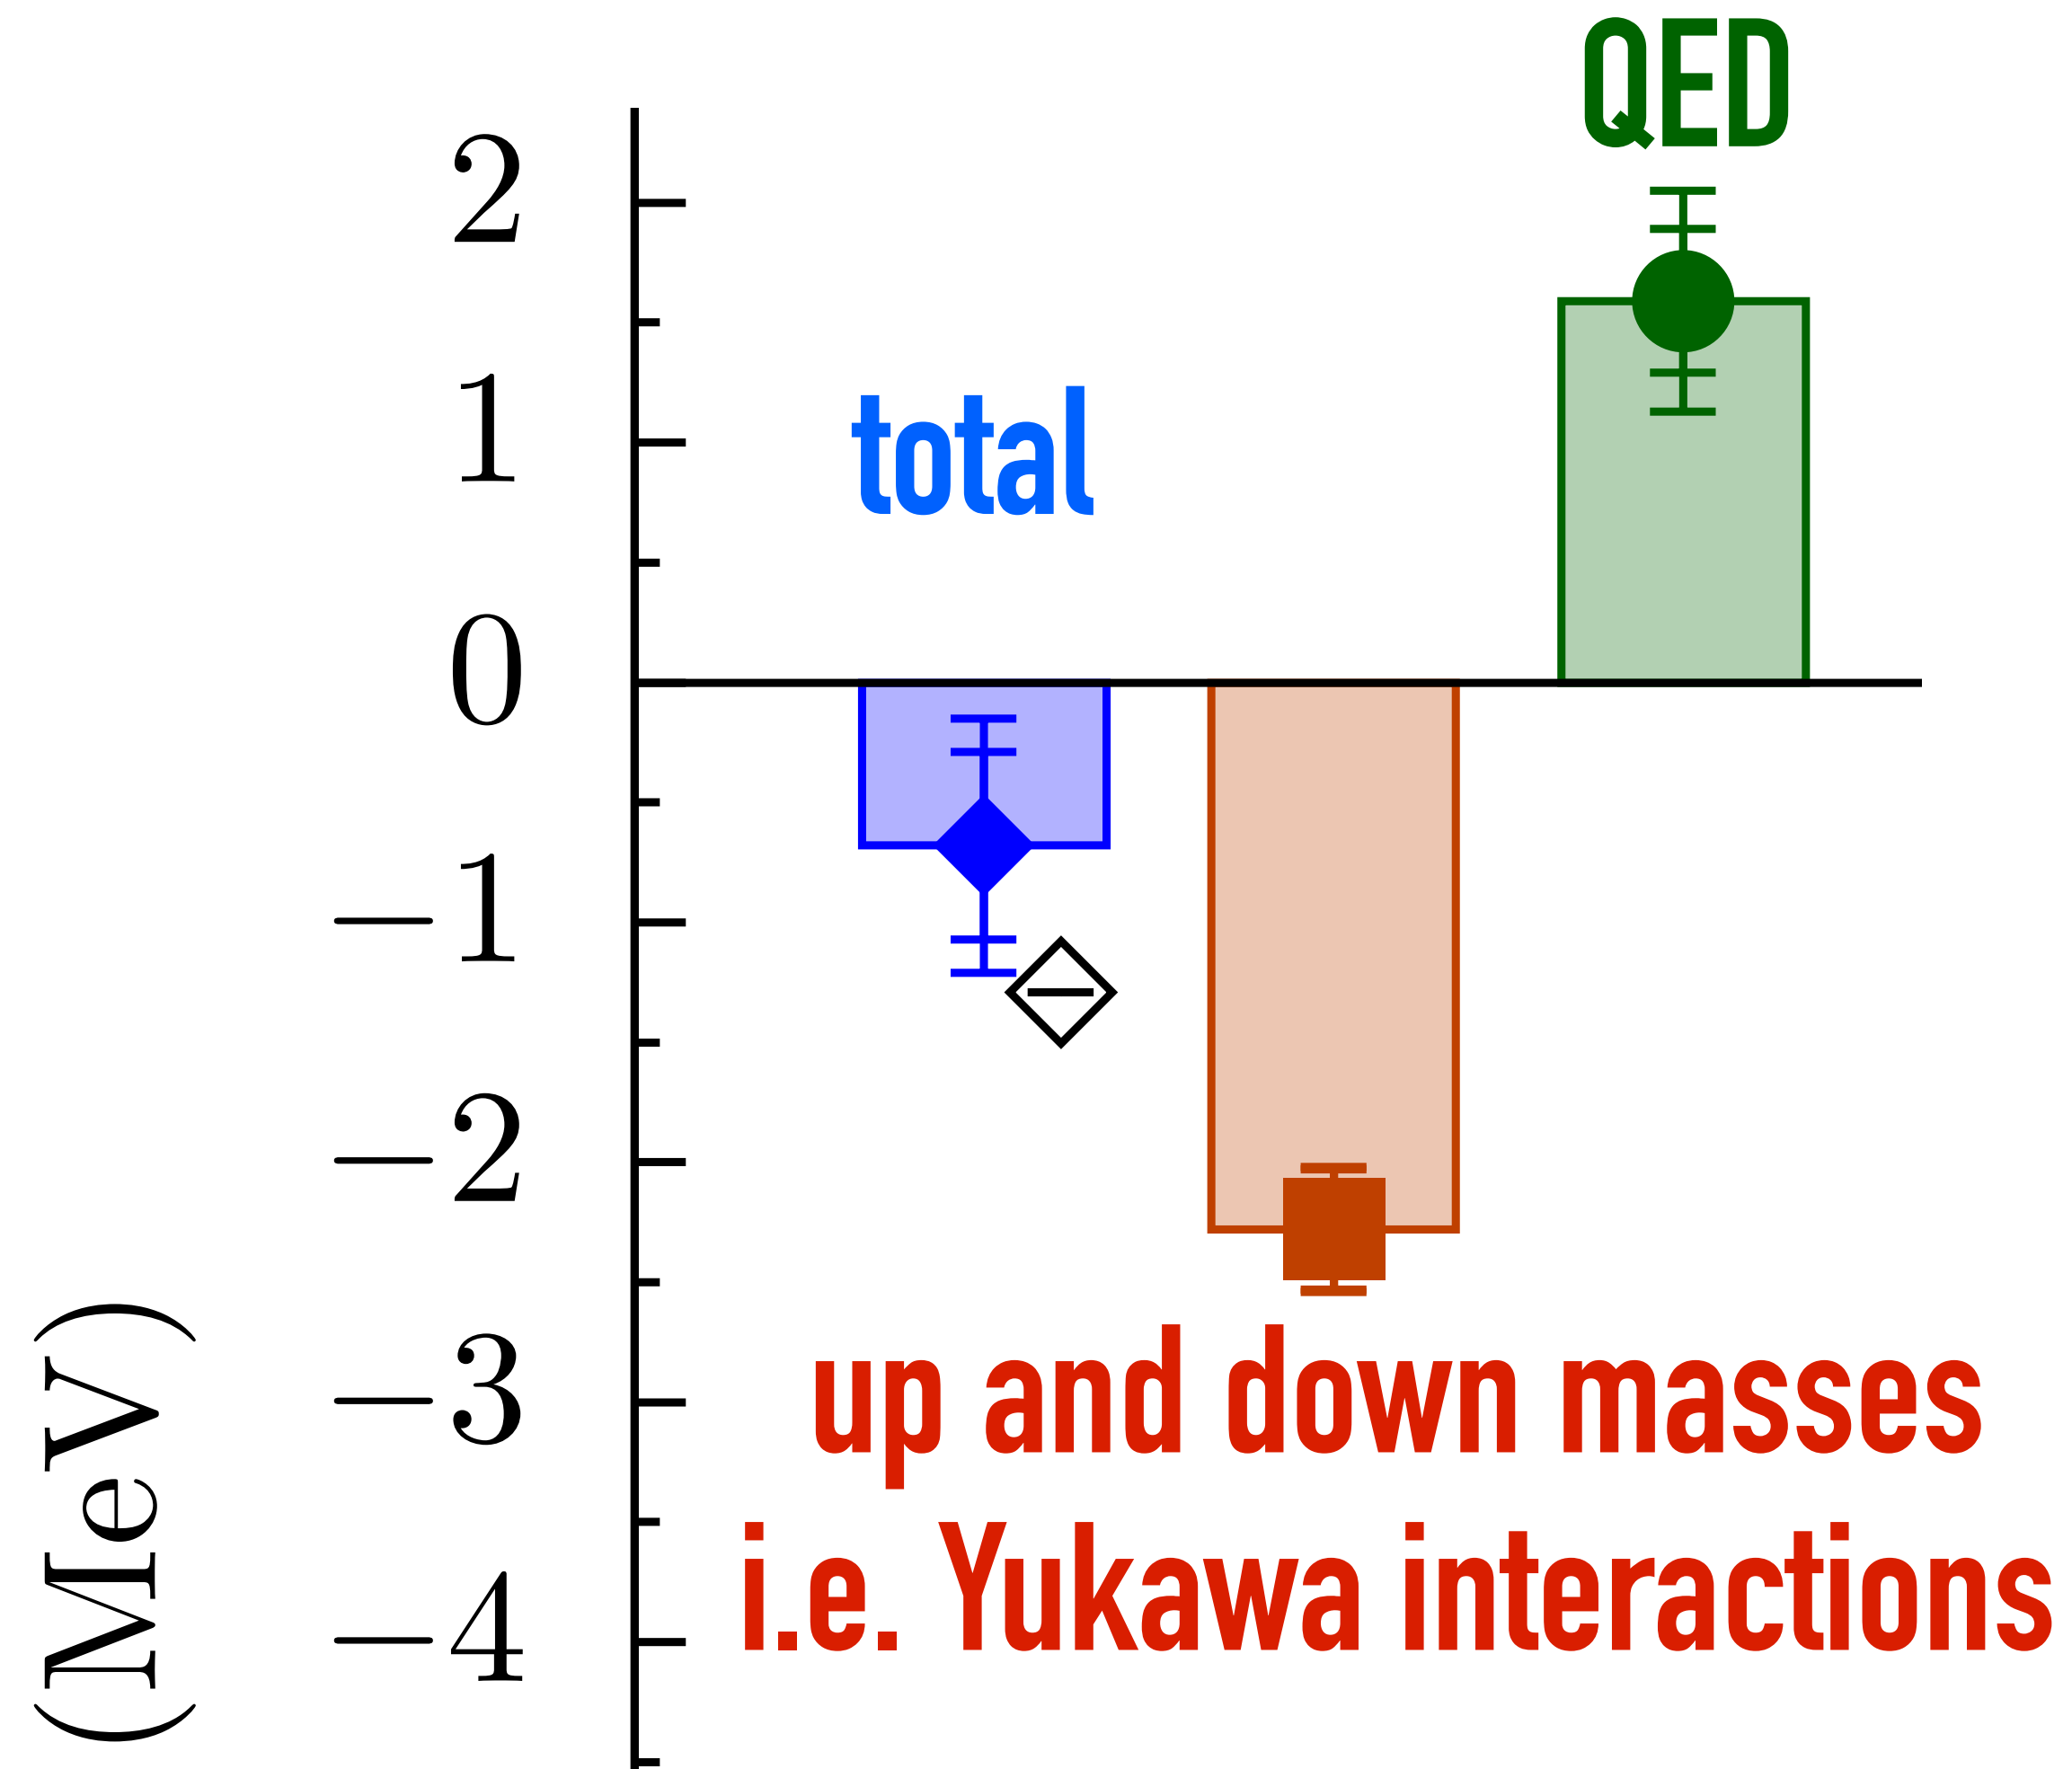 QED
2
1
total
0
−1
−2
−3
up and down masses
i.e. Yukawa interactions
−4
(MeV)